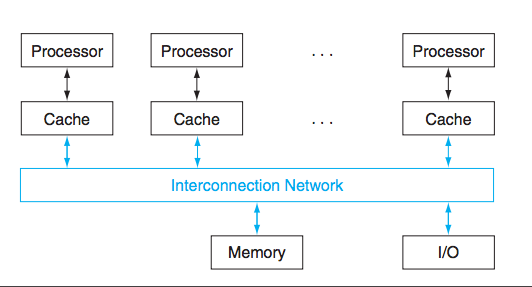 Processor Processor ... Processor
Cache Cache ... Cache
Interconnection Network
Memory I/O